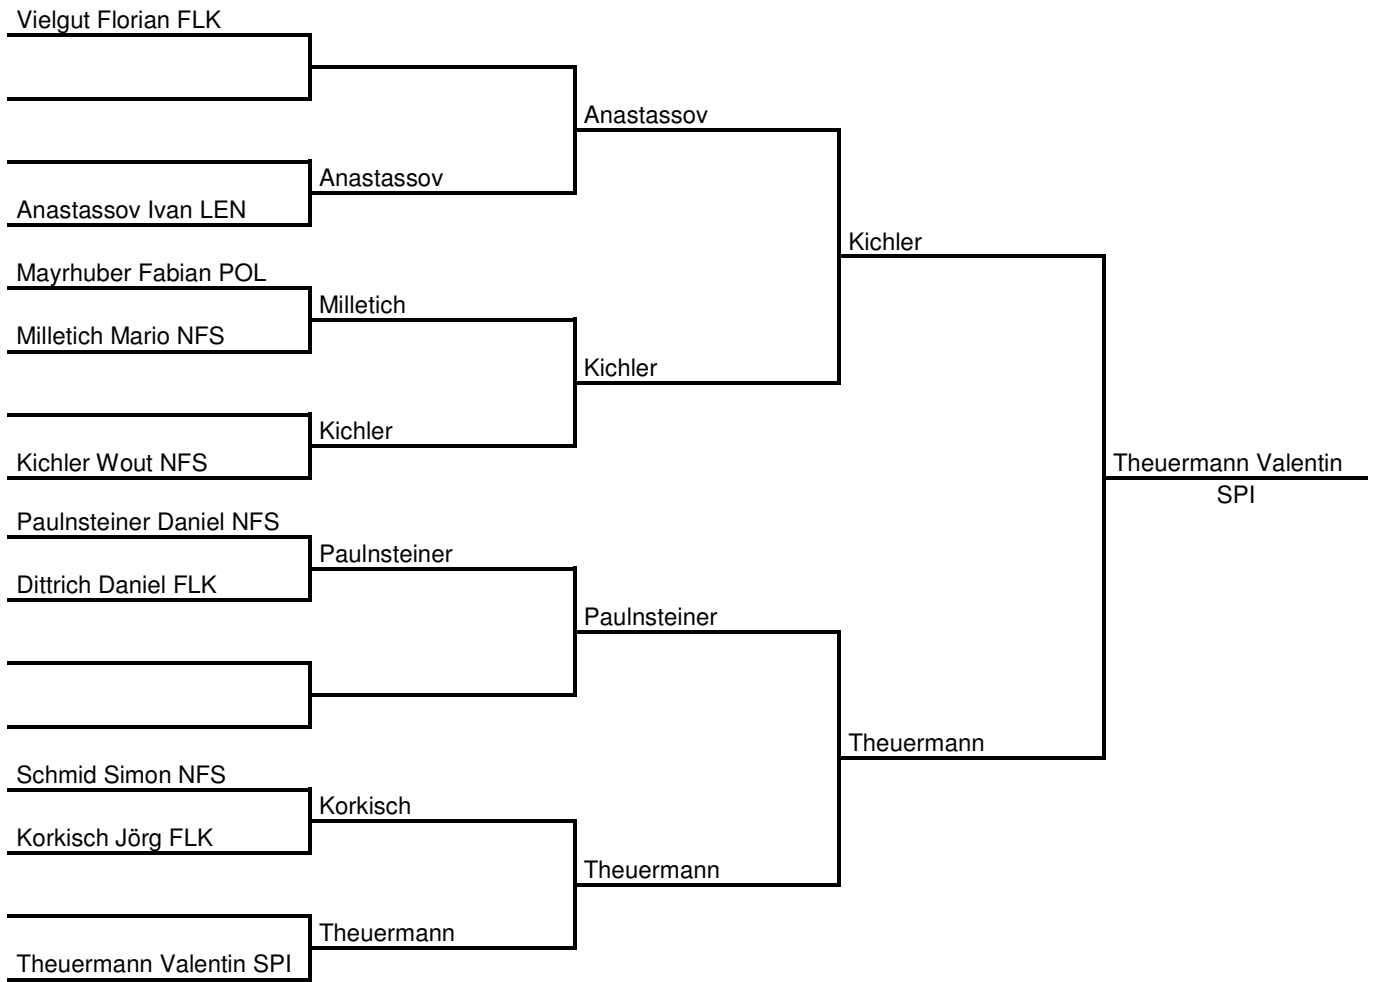 Vielgut Florian FLK
Anastassov
Anastassov
Anastassov Ivan LEN
Kichler
Mayrhuber Fabian POL
Milletich
Milletich Mario NFS
Kichler
Kichler
Kichler Wout NFS
Theuermann Valentin
SPI
Paulnsteiner Daniel NFS
Paulnsteiner
Dittrich Daniel FLK
Paulnsteiner
Theuermann
Schmid Simon NFS
Korkisch
Korkisch Jörg FLK
Theuermann
Theuermann
Theuermann Valentin SPI